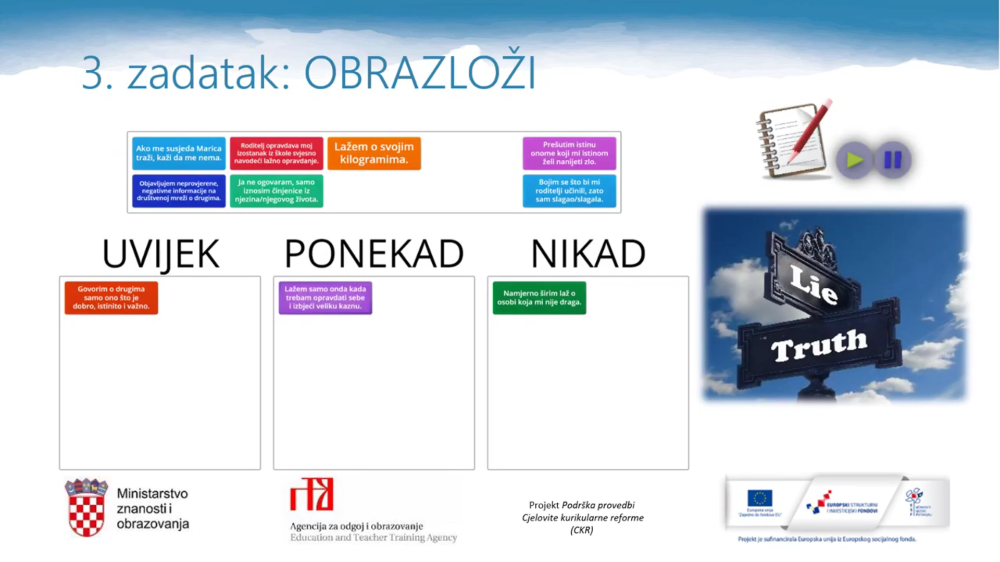 3. zadatak: OBRAZLOŽI
Ako me susjeda Marica
traži, kaži da me nema.
Roditelj opravdava moj
izostanak iz škole svjesno
navodeći lažno opravdanje.
Lažem o svojim
kilogramima.
Prešutim istinu
onome koji mi istinom
želi nanijeti zlo.
Objavljujem neprovjerene,
negativne informacije na
društvenoj mreži o drugima.
Ja ne ogovaram, samo
iznosim činjenice iz
njezina/njegovog života.
Bojim se što bi mi
roditelji učinili, zato
sam slagao/slagala.
UVIJEK
PONEKAD
NIKAD
Govorim o drugima
samo ono što je
dobro, istinito i važno.
Lažem samo onda kada
trebam opravdati sebe
i izbjeći veliku kaznu.
Namjerno širim laž o
osobi koja mi nije draga.
Lie
Truth
Ministarstvo
znanosti i
obrazovanja
Agencija za odgoj i obrazovanje
Education and Teacher Training Agency
Projekt Podrška provedbi
Cjelovite kurikularne reforme
(CKR)
Europska unija
"Zajedno do fondova EU"
EUROPSKI STRUKTURNI
I INVESTICIJSKI FONDOVI
Projekt je sufinancirala Europska unija iz Europskog socijalnog fonda.